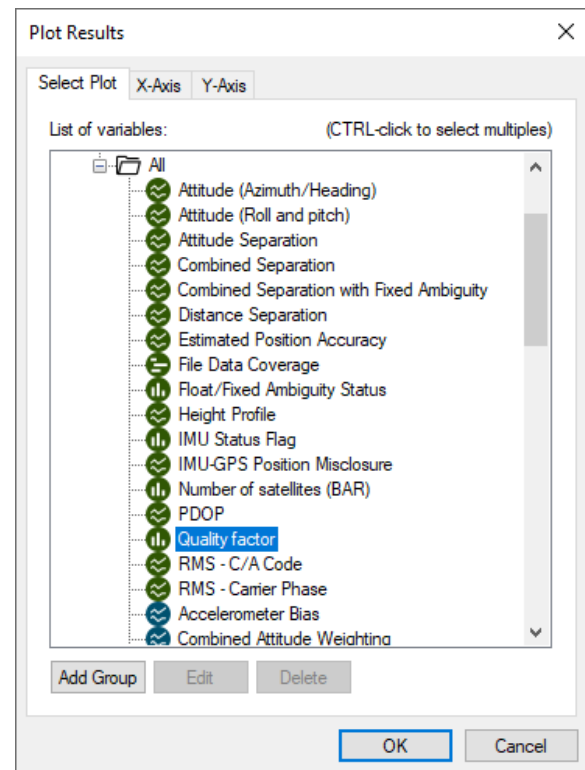 Plot Results
Select Plot X-Axis Y-Axis
List of variables: (CTRL-click to select multiples)
All
Attitude (Azimuth/Heading)
Attitude (Roll and pitch)
Attitude Separation
Combined Separation
Combined Separation with Fixed Ambiguity
Distance Separation
Estimated Position Accuracy
File Data Coverage
Float/Fixed Ambiguity Status
Height Profile
IMU Status Flag
IMU-GPS Position Misclosure
Number of satellites (BAR)
PDOP
Quality factor
RMS - C/A Code
RMS - Carrier Phase
Accelerometer Bias
Combined Attitude Weighting
Add Group Edit Delete
OK Cancel